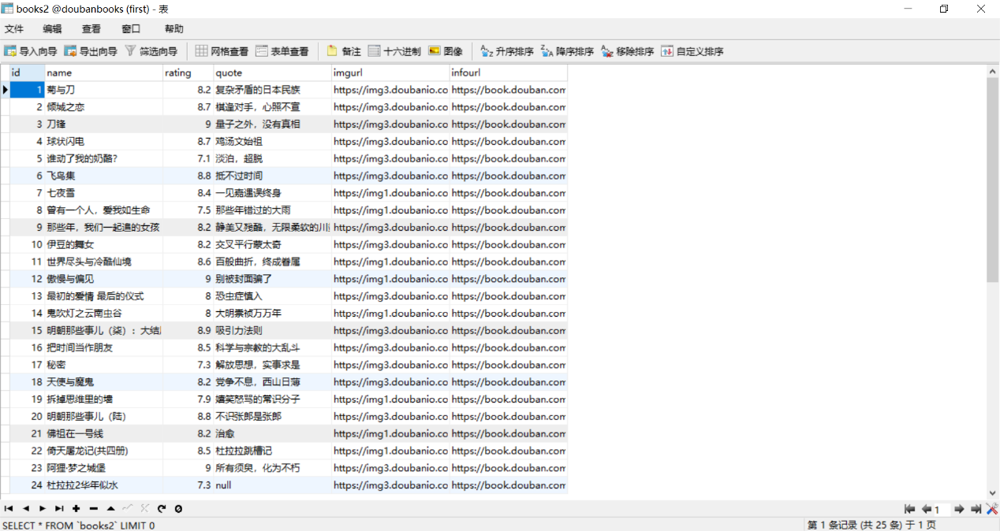 books2 @doubanbooks (first) - 表
文件 编辑 查看 窗口 帮助
导入向导 导出向导 筛选向导 网格查看 表单查看 备注 十六进制 图像 升序排序 降序排序 移除排序 自定义排序
id name rating quote imgurl infourl
1 菊与刀 8.2 复杂矛盾的日本民族 https://img3.doubanio.co https://book.douban.com
2 倾城之恋 8.7 棋逢对手，心照不宣 https://img3.doubanio.co https://book.douban.com
3 刀锋 9 量子之外，没有真相 https://img3.doubanio.co https://book.douban.com
4 球状闪电 8.7 鸡汤文始祖 https://img3.doubanio.co https://book.douban.com
5 谁动了我的奶酪？ 7.1 淡泊，超脱 https://img3.doubanio.co https://book.douban.com
6 飞鸟集 8.8 抵不过时间 https://img3.doubanio.co https://book.douban.com
7 七夜雪 8.4 一见嘉遇误终身 https://img1.doubanio.co https://book.douban.com
8 曾有一个人，爱我如生命 7.5 那些年错过的大雨 https://img1.doubanio.co https://book.douban.com
9 那些年，我们一起追的女孩 8.2 静美又残酷，无限柔软的川 https://img3.doubanio.co https://book.douban.com
10 伊豆的舞女 8.2 交叉平行蒙太奇 https://img3.doubanio.co https://book.douban.com
11 世界尽头与冷酷仙境 8.6 百般曲折，终成眷属 https://img1.doubanio.co https://book.douban.com
12 傲慢与偏见 9 别被封面骗了 https://img1.doubanio.co https://book.douban.com
13 最初的爱情 最后的仪式 8 恐虫症慎入 https://img3.doubanio.co https://book.douban.com
14 鬼吹灯之云南虫谷 8 大明崇祯万万年 https://img1.doubanio.co https://book.douban.com
15 明朝那些事儿（柒）：大结 8.9 吸引力法则 https://img3.doubanio.co https://book.douban.com
16 把时间当作朋友 8.5 科学与宗教的大乱斗 https://img3.doubanio.co https://book.douban.com
17 秘密 7.3 解放思想，实事求是 https://img3.doubanio.co https://book.douban.com
18 天使与魔鬼 8.2 党争不息，西山日薄 https://img3.doubanio.co https://book.douban.com
19 拆掉思维里的墙 7.9 嬉笑怒骂的常识分子 https://img1.doubanio.co https://book.douban.com
20 明朝那些事儿（陆） 8.8 不识张郎是张郎 https://img3.doubanio.co https://book.douban.com
21 佛祖在一号线 8.2 治愈 https://img1.doubanio.co https://book.douban.com
22 倚天屠龙记(共四册) 8.5 杜拉拉跳槽记 https://img1.doubanio.co https://book.douban.com
23 阿狸·梦之城堡 9 所有须臾，化为不朽 https://img3.doubanio.co https://book.douban.com
24 杜拉拉2华年似水 7.3 null https://img3.doubanio.co https://book.douban.com
1
SELECT * FROM `books2` LIMIT 0 第 1 条记录 (共 25 条) 于 1 页